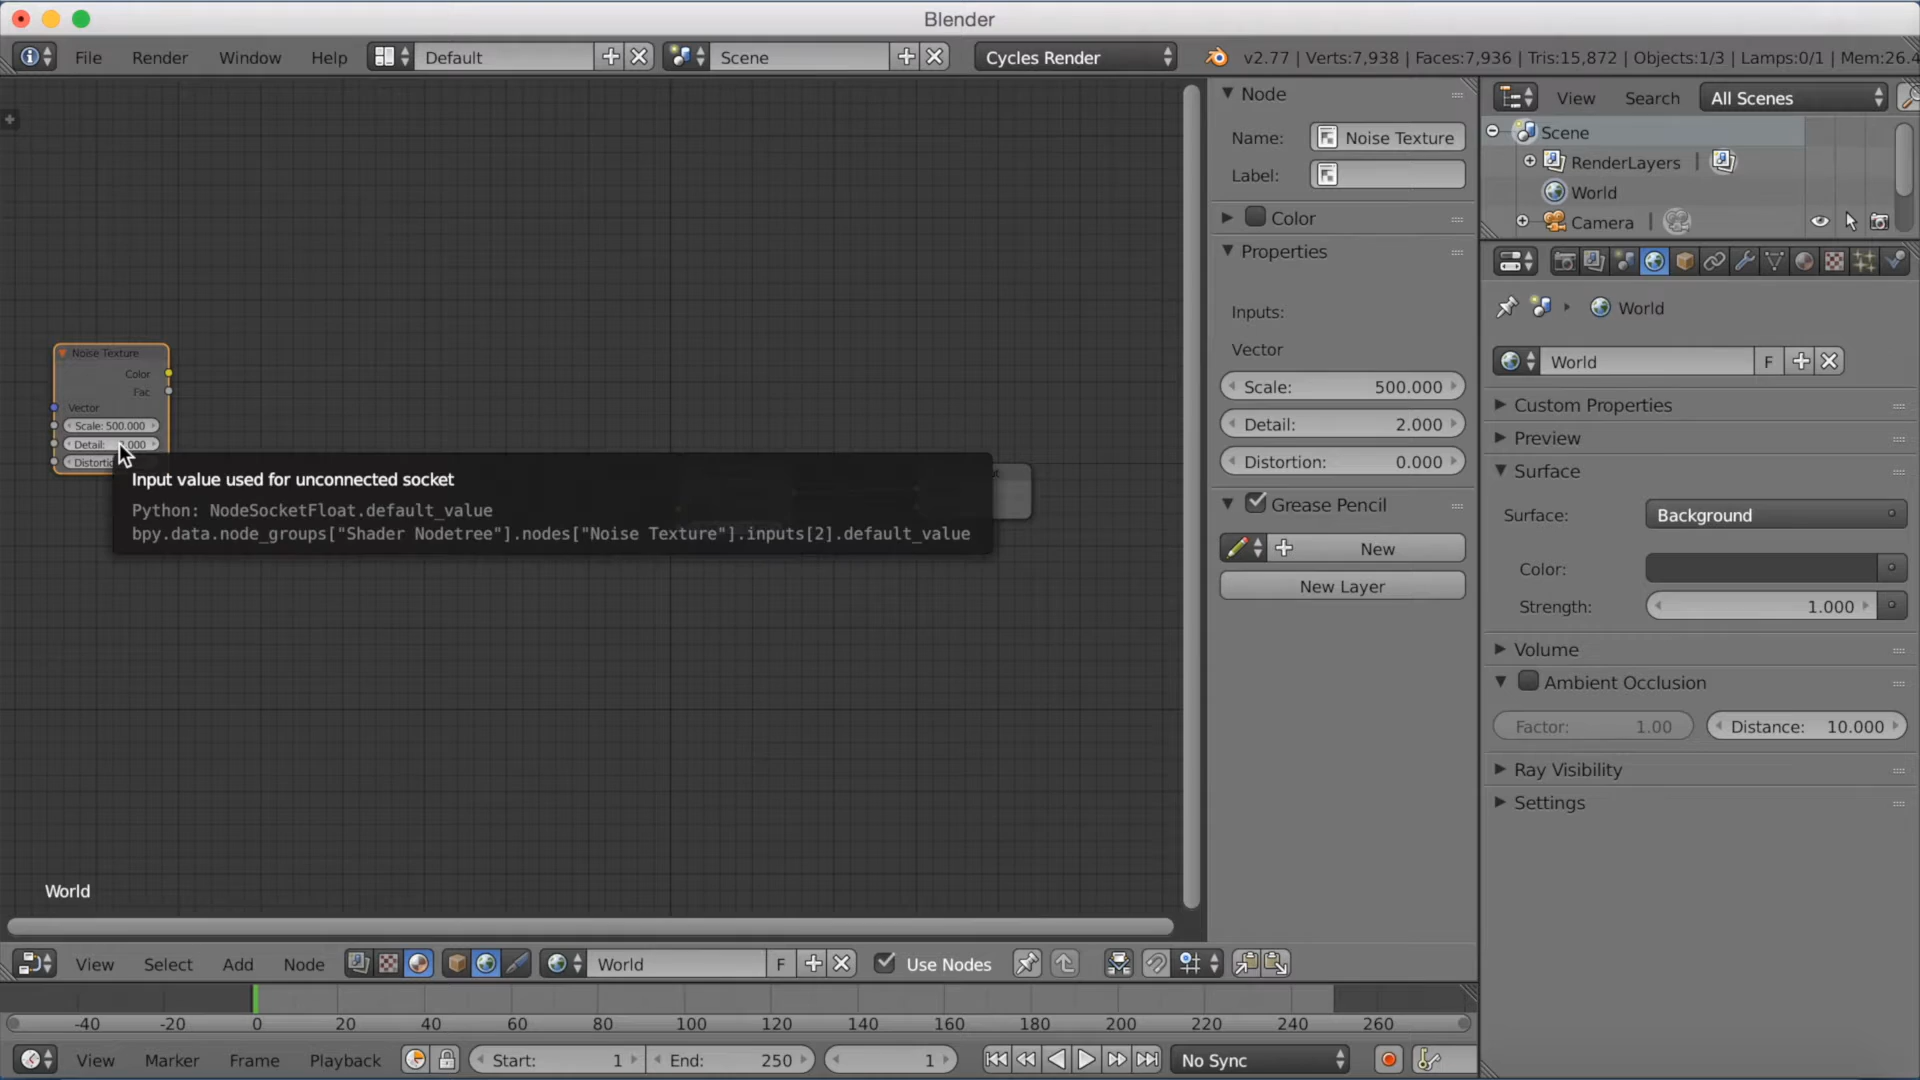 Blender
File Render Window Help Default Scene Cycles Render v2.77 | Verts:7,938 | Faces:7,936 | Tris:15,872 | Objects:1/3 | Lamps:0/1 | Mem:26.4
Noise Texture
Color
Fac
Vector
Scale: 500.000
Detail: .000
Distortic
Input value used for unconnected socket
Python: NodeSocketFloat.default_value
bpy.data.node_groups["Shader Nodetree"].nodes["Noise Texture"].inputs[2].default_value
World
Node
Name: Noise Texture
Label:
Color
Properties
Inputs:
Vector
Scale: 500.000
Detail: 2.000
Distortion: 0.000
Grease Pencil
New
New Layer
View Search All Scenes
Scene
RenderLayers |
World
Camera |
World
World F
Custom Properties
Preview
Surface
Surface: Background
Color:
Strength: 1.000
Volume
Ambient Occlusion
Factor: 1.00 Distance: 10.000
Ray Visibility
Settings
View Select Add Node World F Use Nodes
-40 -20 0 20 40 60 80 100 120 140 160 180 200 220 240 260
View Marker Frame Playback Start: 1 End: 250 1 No Sync